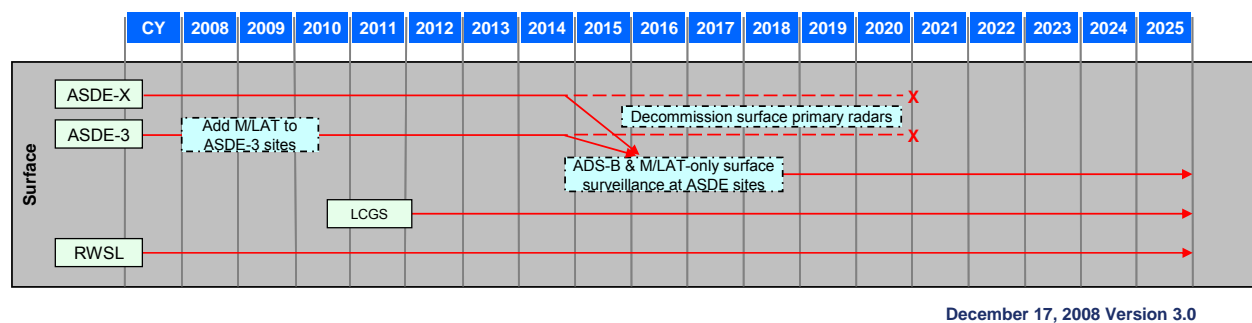 CY 2008 2009 2010 2011 2012 2013 2014 2015 2016 2017 2018 2019 2020 2021 2022 2023 2024 2025
Surface
ASDE-X
X
Decommission surface primary radars
ASDE-3
Add M/LAT to
ASDE-3 sites
X
ADS-B & M/LAT-only surface
surveillance at ASDE sites
LCGS
RWSL
December 17, 2008 Version 3.0